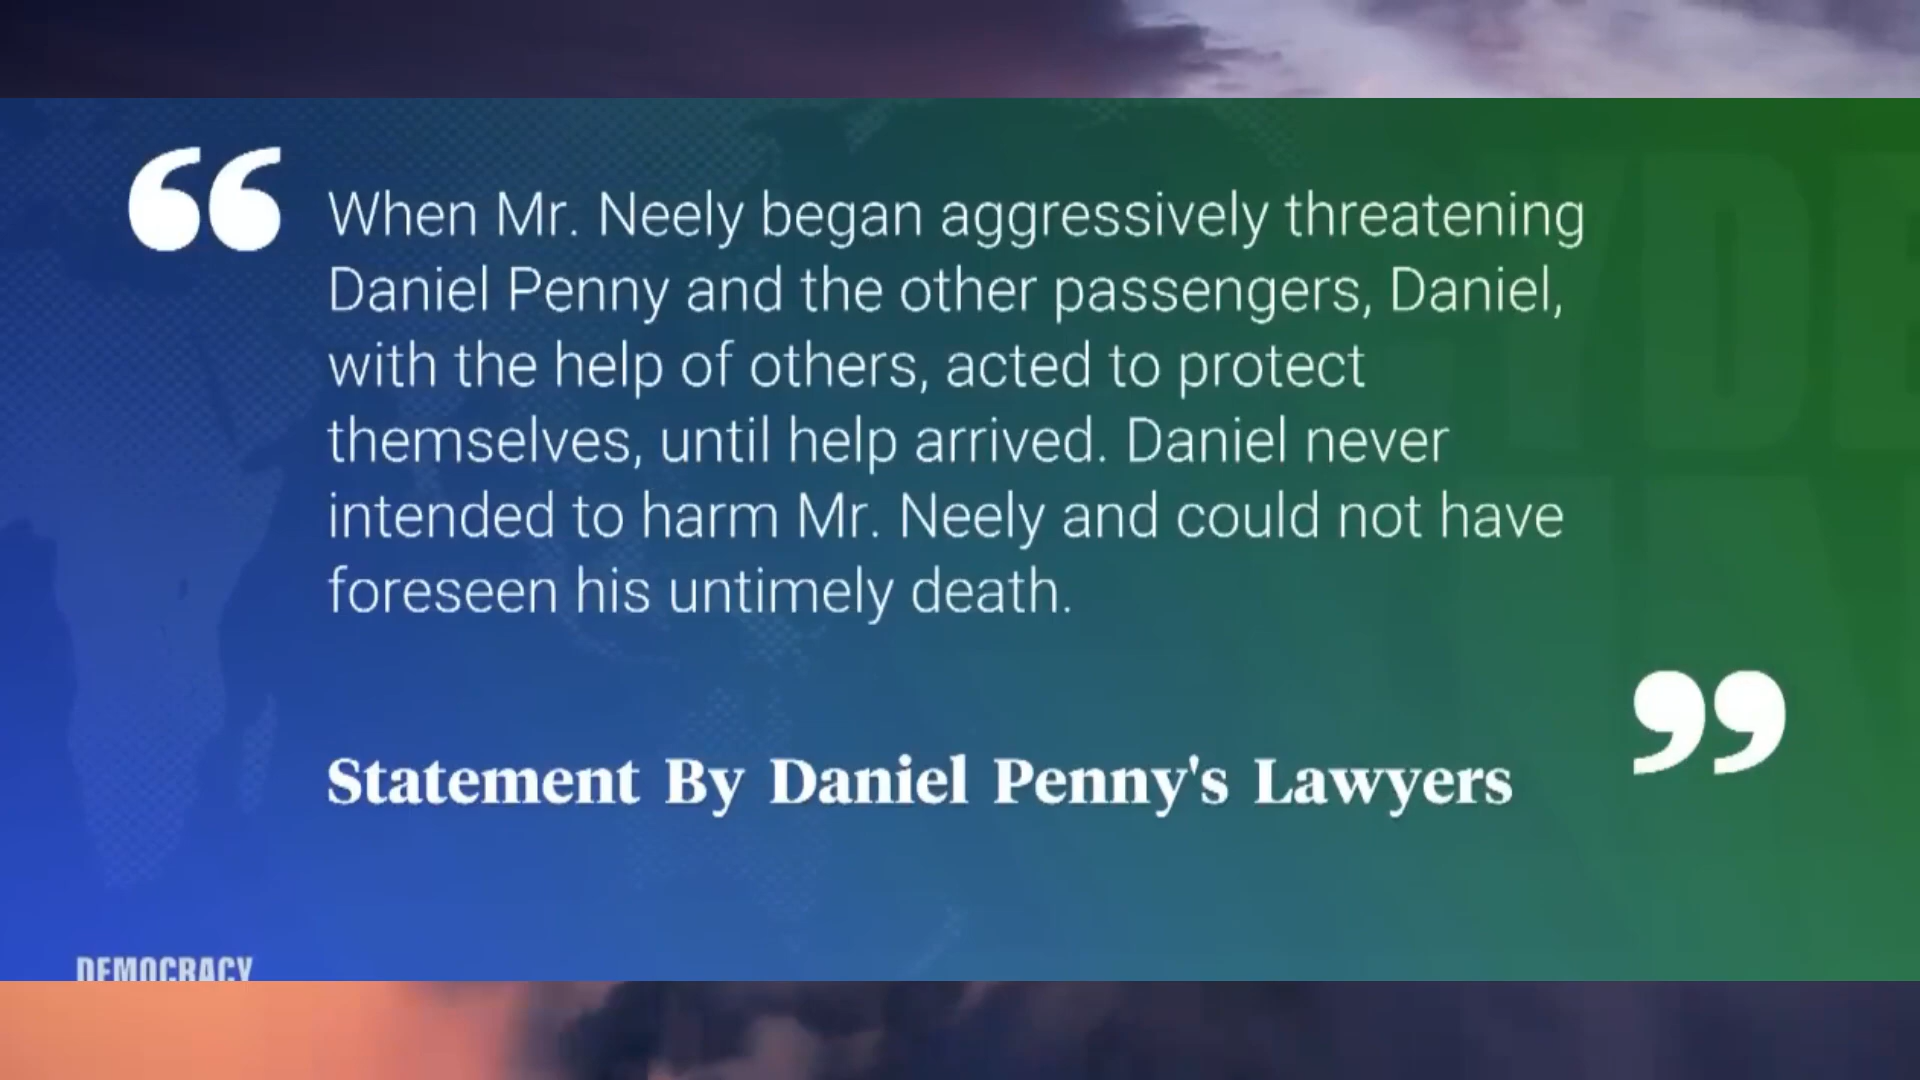 “
When Mr. Neely began aggressively threatening
Daniel Penny and the other passengers, Daniel,
with the help of others, acted to protect
themselves, until help arrived. Daniel never
intended to harm Mr. Neely and could not have
foreseen his untimely death.
”
Statement By Daniel Penny's Lawyers
DEMOCRACY